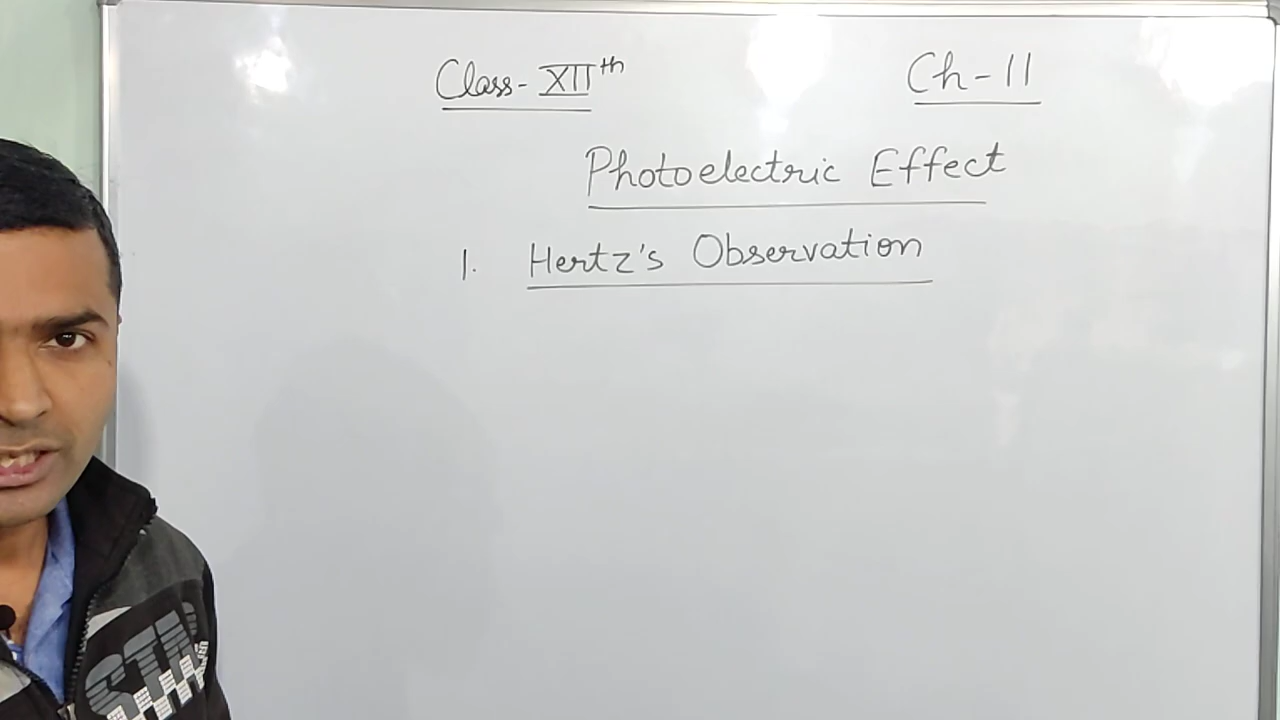 Class-XIIth Ch-11
Photoelectric Effect
1. Hertz's Observation